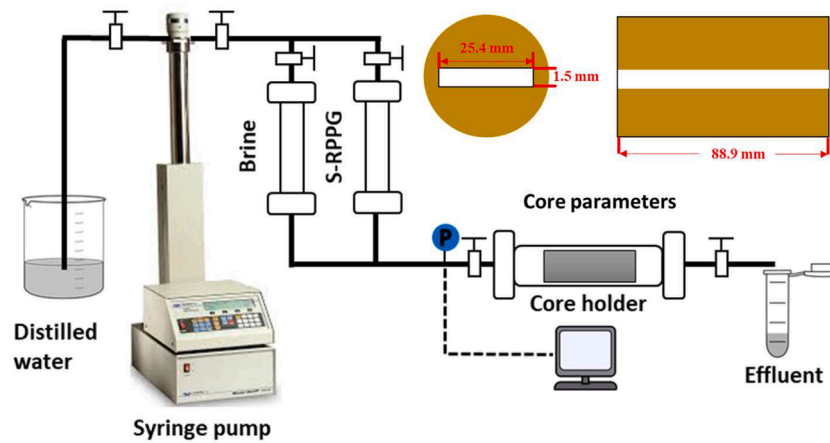 25.4 mm
1.5 mm
88.9 mm
Brine
S-RPPG
P
Core parameters
Core holder
Distilled
water
Syringe pump
Effluent